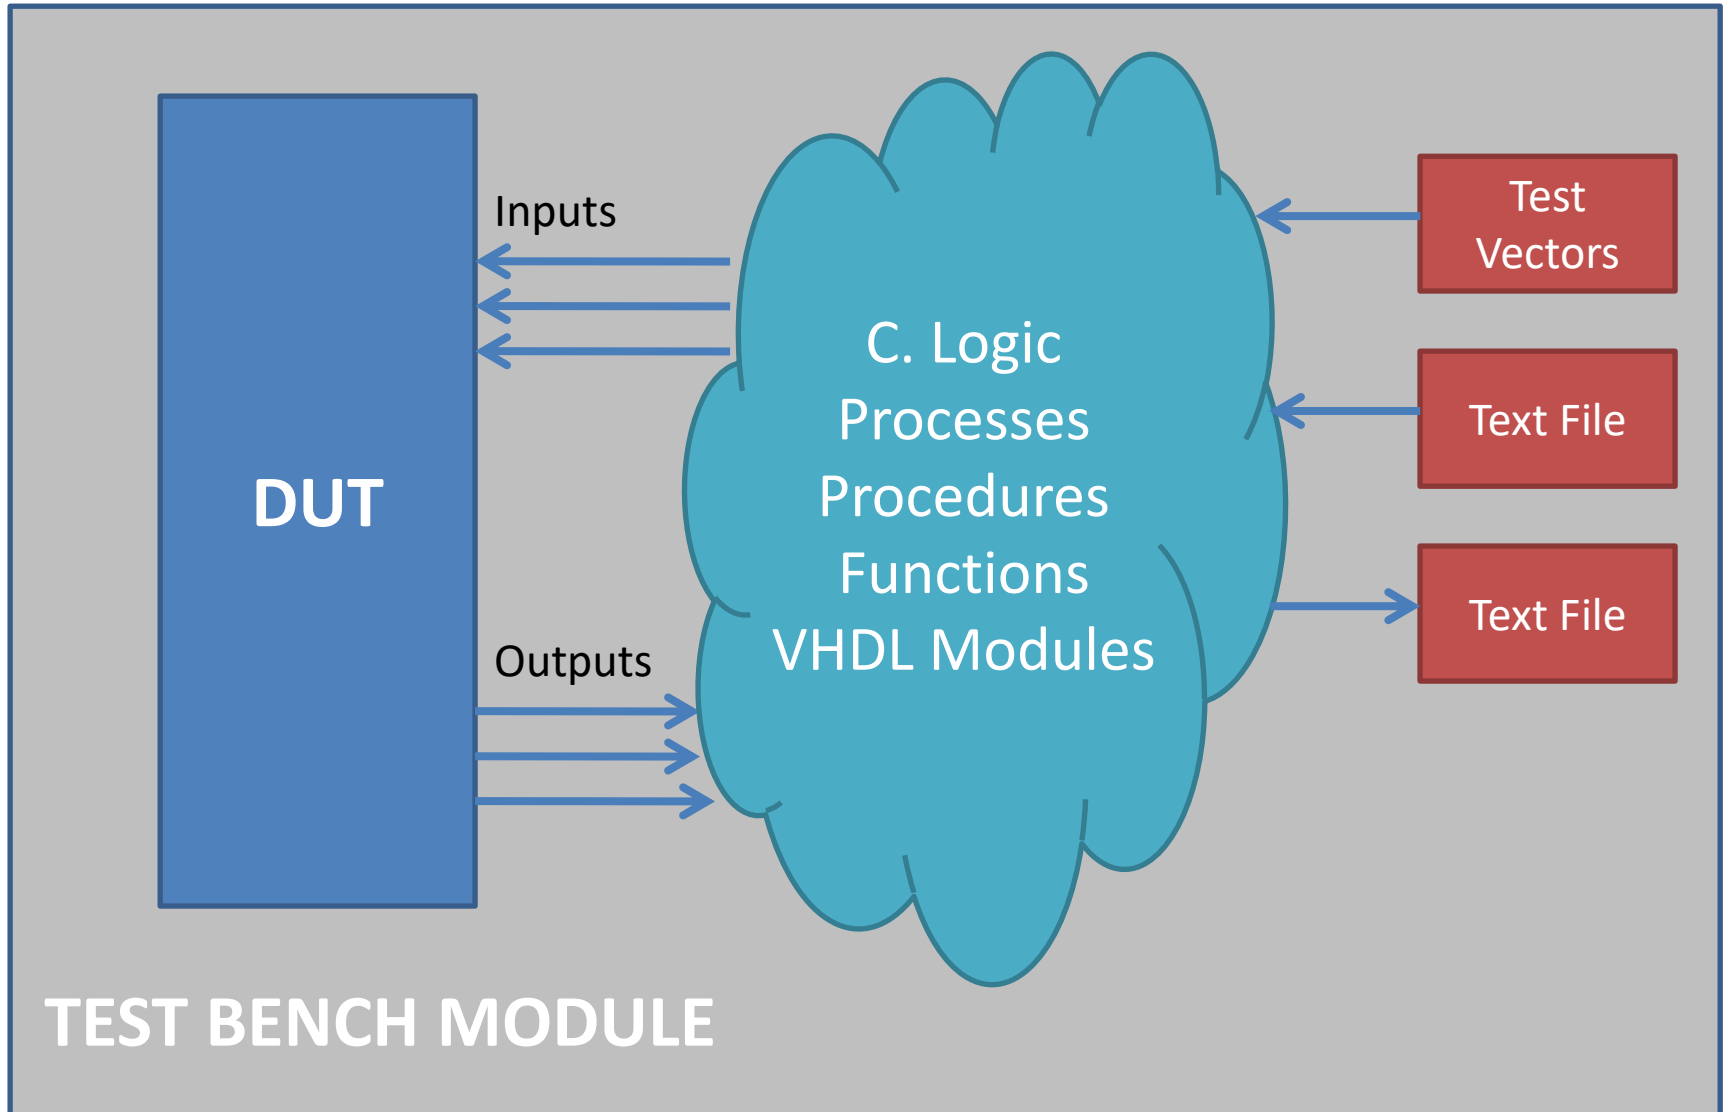 Inputs
DUT
Outputs
C. Logic
Processes
Procedures
Functions
VHDL Modules
Test
Vectors
Text File
Text File
TEST BENCH MODULE